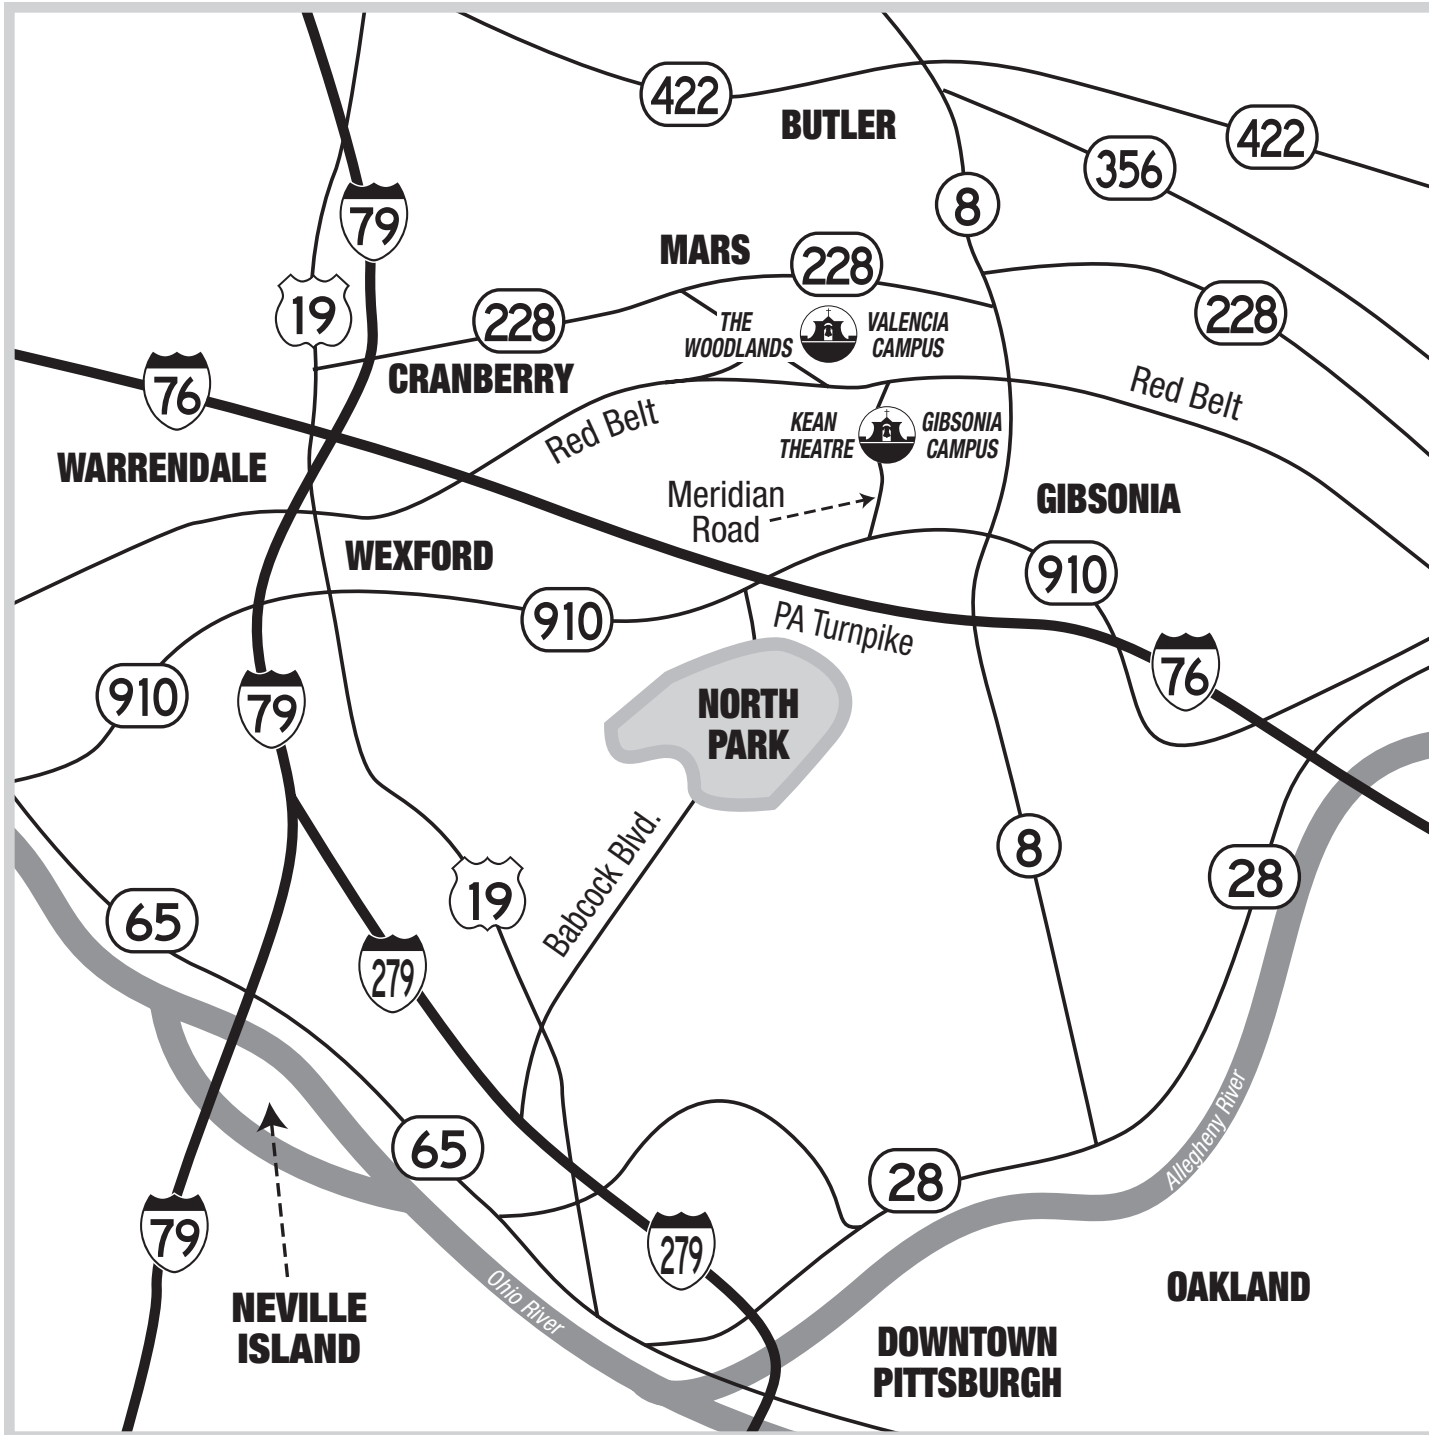 422
BUTLER
422
356
8
79
MARS
228
19
228
228
THE
WOODLANDS
VALENCIA
CAMPUS
76
CRANBERRY
Red Belt
Red Belt
KEAN
THEATRE
GIBSONIA
CAMPUS
WARRENDALE
Meridian
Road
GIBSONIA
WEXFORD
910
910
PA Turnpike
76
910
79
NORTH
PARK
8
Babcock Blvd.
28
19
65
279
65
Allegheny River
28
79
279
Ohio River
NEVILLE
ISLAND
OAKLAND
DOWNTOWN
PITTSBURGH